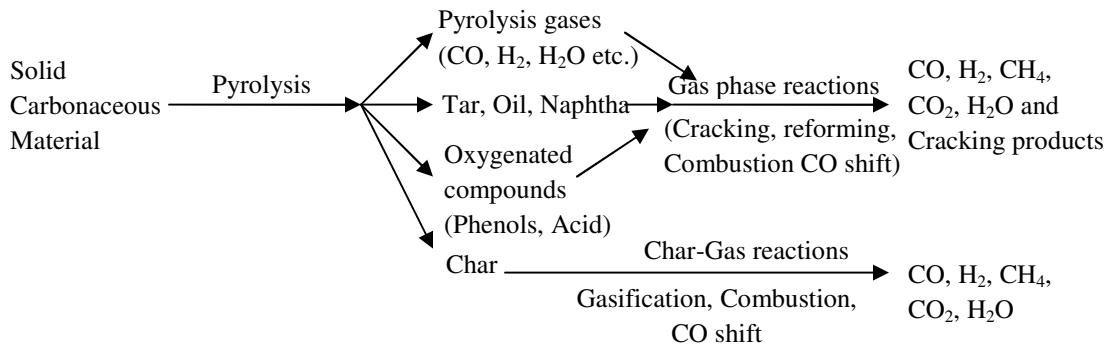 Solid
Carbonaceous
Material
Pyrolysis
Pyrolysis gases
(CO, H₂, H₂O etc.)
Tar, Oil, Naphtha
Oxygenated
compounds
(Phenols, Acid)
Char
Gas phase reactions
(Cracking, reforming,
Combustion CO shift)
CO, H₂, CH₄,
CO₂, H₂O and
Cracking products
Char-Gas reactions
Gasification, Combustion,
CO shift
CO, H₂, CH₄,
CO₂, H₂O